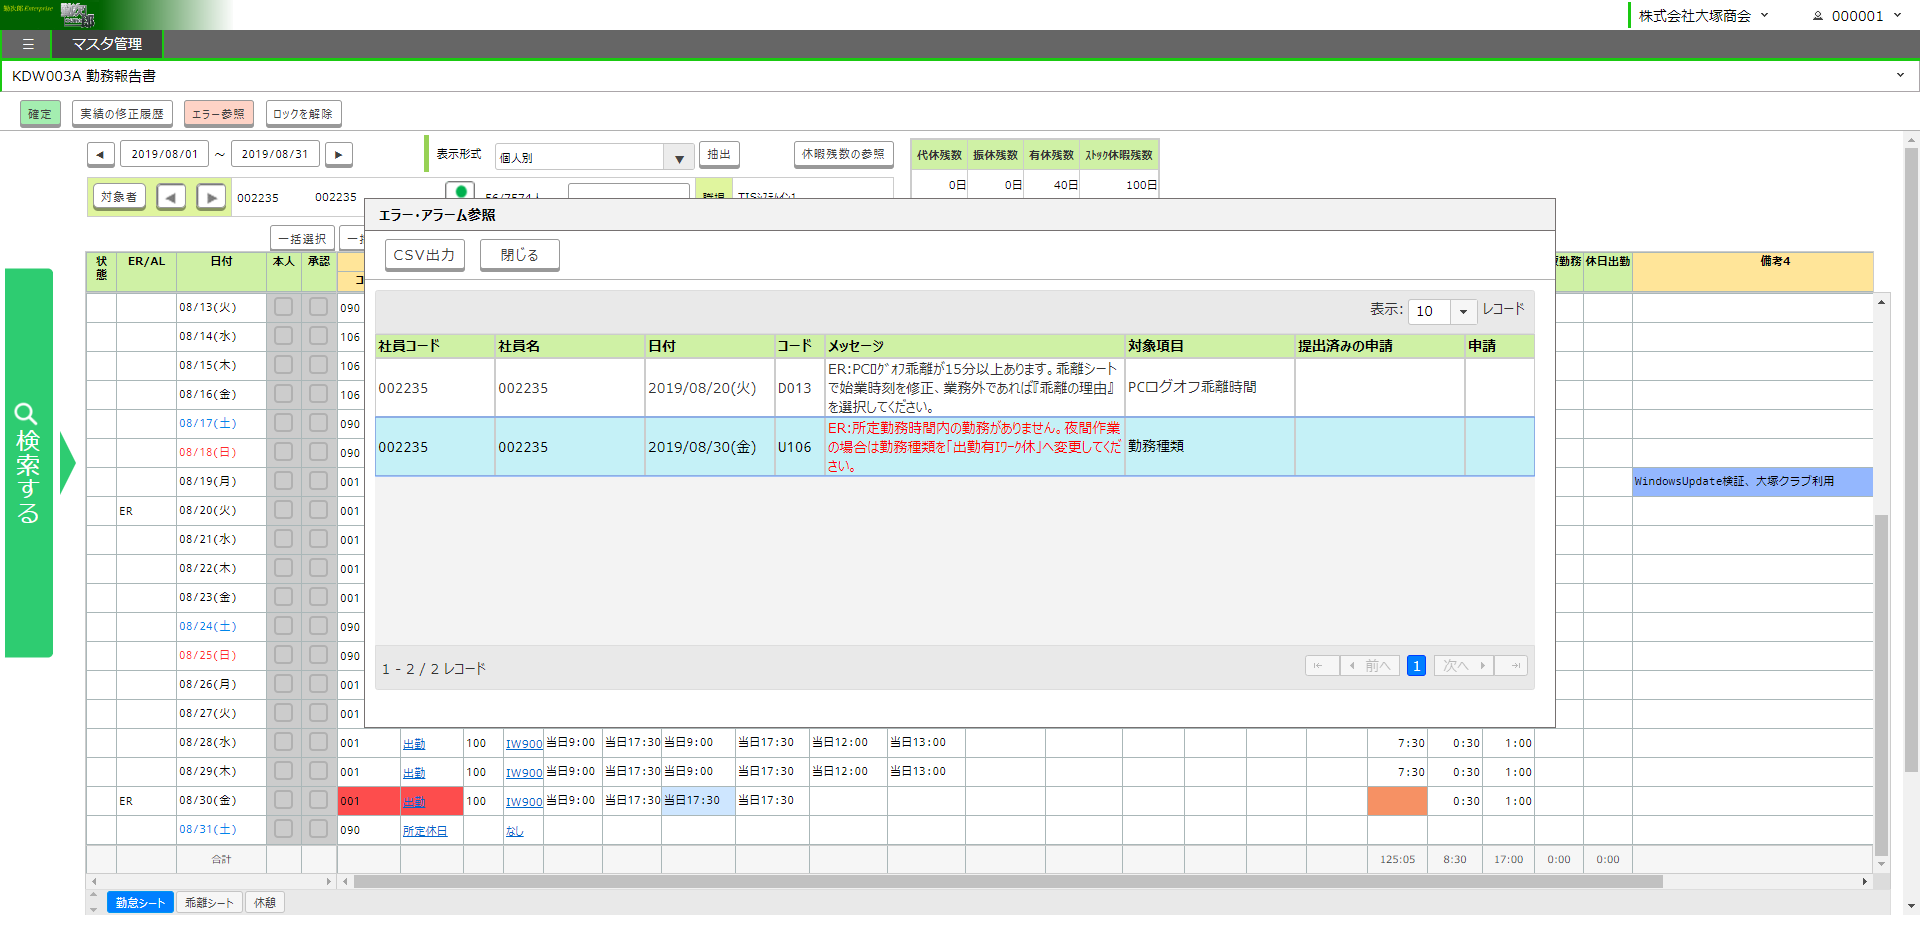 勤次郎Enterprise
株式会社大塚商会
000001
マスタ管理
KDW003A 勤務報告書
確定 実績の修正履歴 エラー参照 ロックを解除
◀ 2019/08/01 ～ 2019/08/31 ▶ 表示形式 個人別 ▼ 抽出 休暇残数の参照
代休残数 振休残数 有休残数 ｽﾄｯｸ休暇残数
0日 0日 40日 100日
対象者 ◀ ▶ 002235 002235
一括選択
エラー・アラーム参照
CSV出力 閉じる
表示: 10 レコード
社員コード 社員名 日付 コード メッセージ 対象項目 提出済みの申請 申請
002235 002235 2019/08/20(火) D013 ER:PCﾛｸﾞｵﾌ乖離が15分以上あります。乖離シート
で始業時刻を修正、業務外であれば『乖離の理由』
を選択してください。
PCログオフ乖離時間
002235 002235 2019/08/30(金) U106 ER:所定勤務時間内の勤務がありません。夜間作業
の場合は勤務種類を「出勤有Iﾜｰｸ休」へ変更してくだ
さい。
勤務種類
1 - 2 / 2 レコード
前へ 1 次へ
検索する
状態 ER/AL 日付 本人 承認
休日出勤 備考4
08/13(火) 090
08/14(水) 106
08/15(木) 106
08/16(金) 106
08/17(土) 090
08/18(日) 090
08/19(月) 001 WindowsUpdate検証、大塚クラブ利用
ER 08/20(火) 001
08/21(水) 001
08/22(木) 001
08/23(金) 001
08/24(土) 090
08/25(日) 090
08/26(月) 001
08/27(火) 001
08/28(水) 001 出勤 100 IW900 当日9:00 当日17:30 当日9:00 当日17:30 当日12:00 当日13:00 7:30 0:30 1:00
08/29(木) 001 出勤 100 IW900 当日9:00 当日17:30 当日9:00 当日17:30 当日12:00 当日13:00 7:30 0:30 1:00
ER 08/30(金) 001 出勤 100 IW900 当日9:00 当日17:30 当日17:30 当日17:30 0:30 1:00
08/31(土) 090 所定休日 なし
合計 125:05 8:30 17:00 0:00 0:00
勤怠シート 乖離シート 休憩